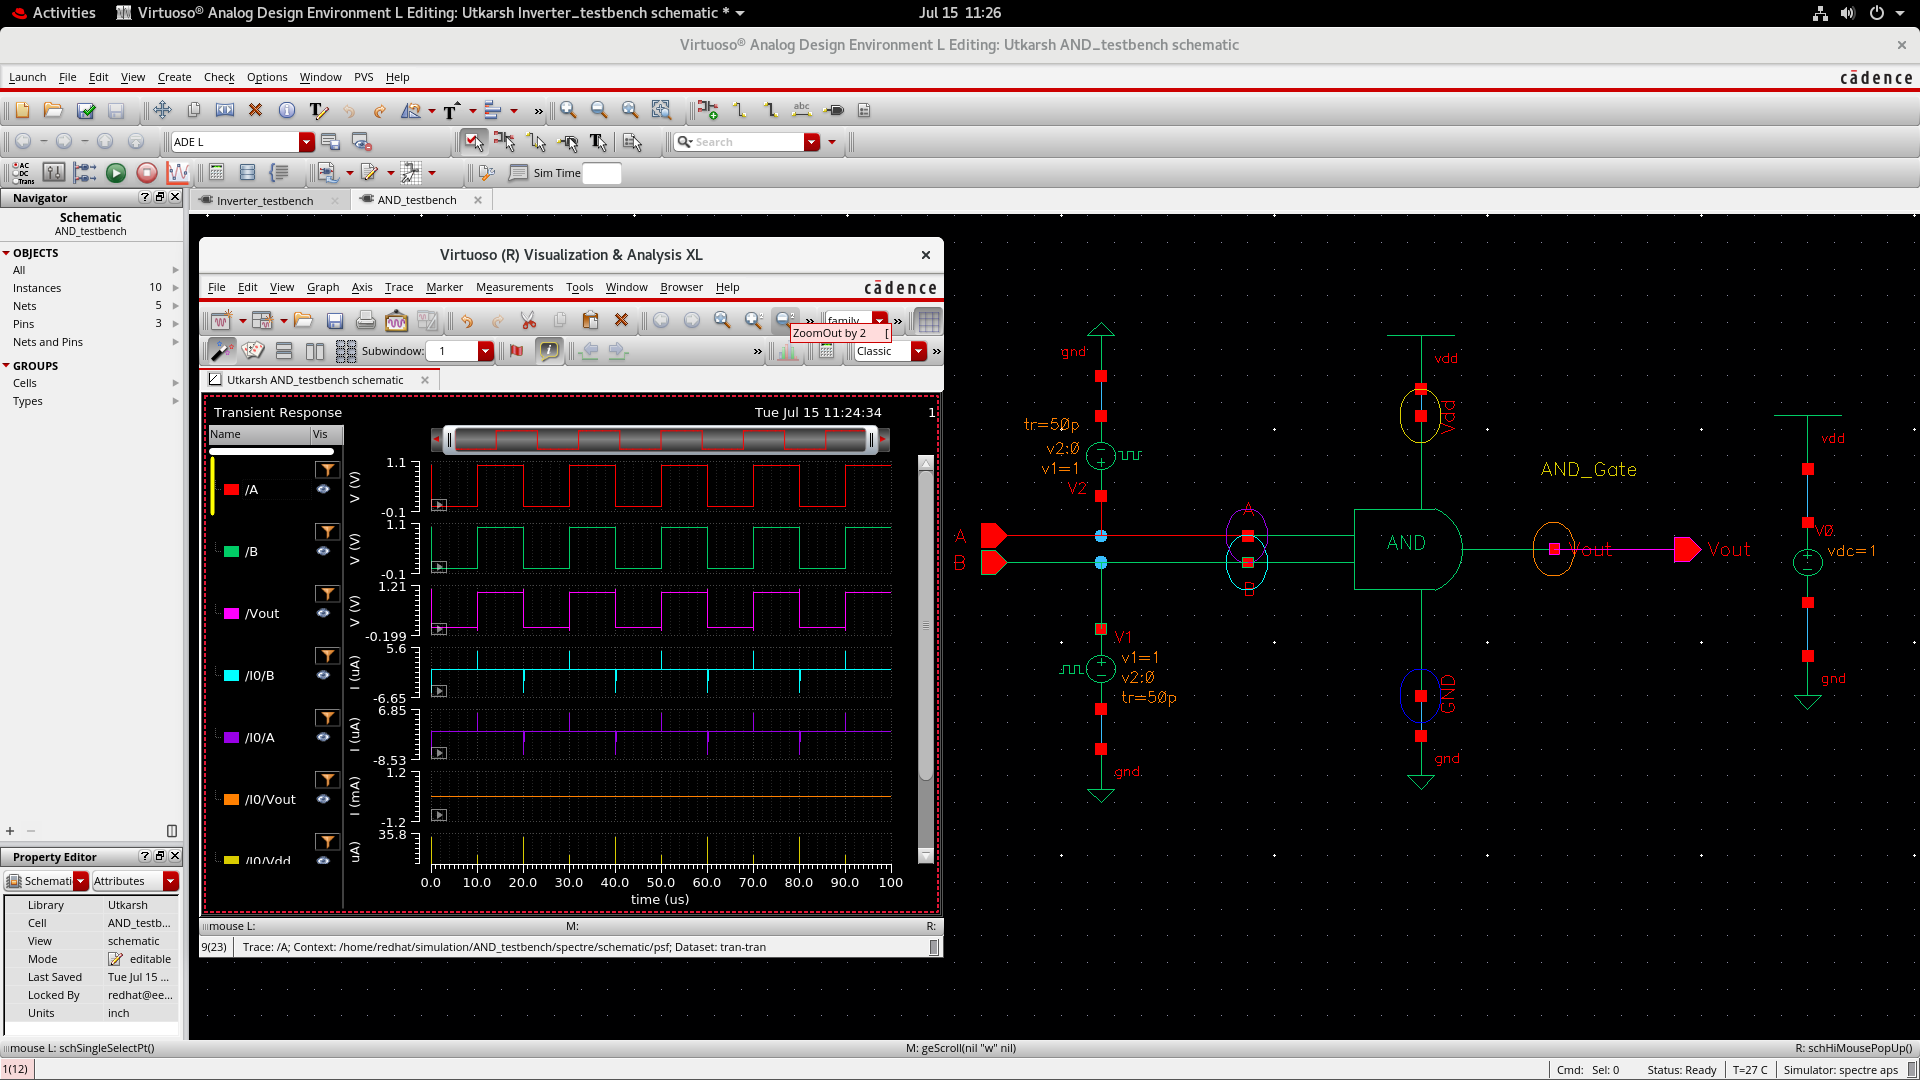 Activities
Virtuoso® Analog Design Environment L Editing: Utkarsh Inverter_testbench schematic *
Jul 15 11:26
Virtuoso® Analog Design Environment L Editing: Utkarsh AND_testbench schematic
Launch File Edit View Create Check Options Window PVS Help
cādence
ADE L
Search
AC
DC
Trans
Sim Time
Navigator
Inverter_testbench
AND_testbench
Schematic
AND_testbench
OBJECTS
All
Instances 10
Nets 5
Pins 3
Nets and Pins
GROUPS
Cells
Types
Virtuoso (R) Visualization & Analysis XL
File Edit View Graph Axis Trace Marker Measurements Tools Window Browser Help
cādence
family
ZoomOut by 2 [
Subwindow: 1
Classic
Utkarsh AND_testbench schematic
Transient Response
Tue Jul 15 11:24:34 1
Name Vis
/A
V (V)
1.1
-0.1
/B
V (V)
1.1
-0.1
/Vout
V (V)
1.21
-0.199
/I0/B
I (uA)
5.6
-6.65
/I0/A
I (uA)
6.85
-8.53
/I0/Vout
I (mA)
1.2
-1.2
/I0/Vdd
uA)
35.8
0.0 10.0 20.0 30.0 40.0 50.0 60.0 70.0 80.0 90.0 100
time (us)
mouse L: M: R:
9(23) Trace: /A; Context: /home/redhat/simulation/AND_testbench/spectre/schematic/psf; Dataset: tran-tran
gnd
tr=50p
v2:0
v1=1
V2
A
B
A
B
V1
v1=1
v2:0
tr=50p
gnd
vdd
Vdd
AND
AND_Gate
Vout
Vout
GND
gnd
vdd
V0
vdc=1
gnd
Property Editor
Schemati Attributes
Library Utkarsh
Cell AND_testb...
View schematic
Mode editable
Last Saved Tue Jul 15 ...
Locked By redhat@ee...
Units inch
mouse L: schSingleSelectPt()
M: geScroll(nil "w" nil)
R: schHiMousePopUp()
1(12)
Cmd: Sel: 0 Status: Ready T=27 C Simulator: spectre aps